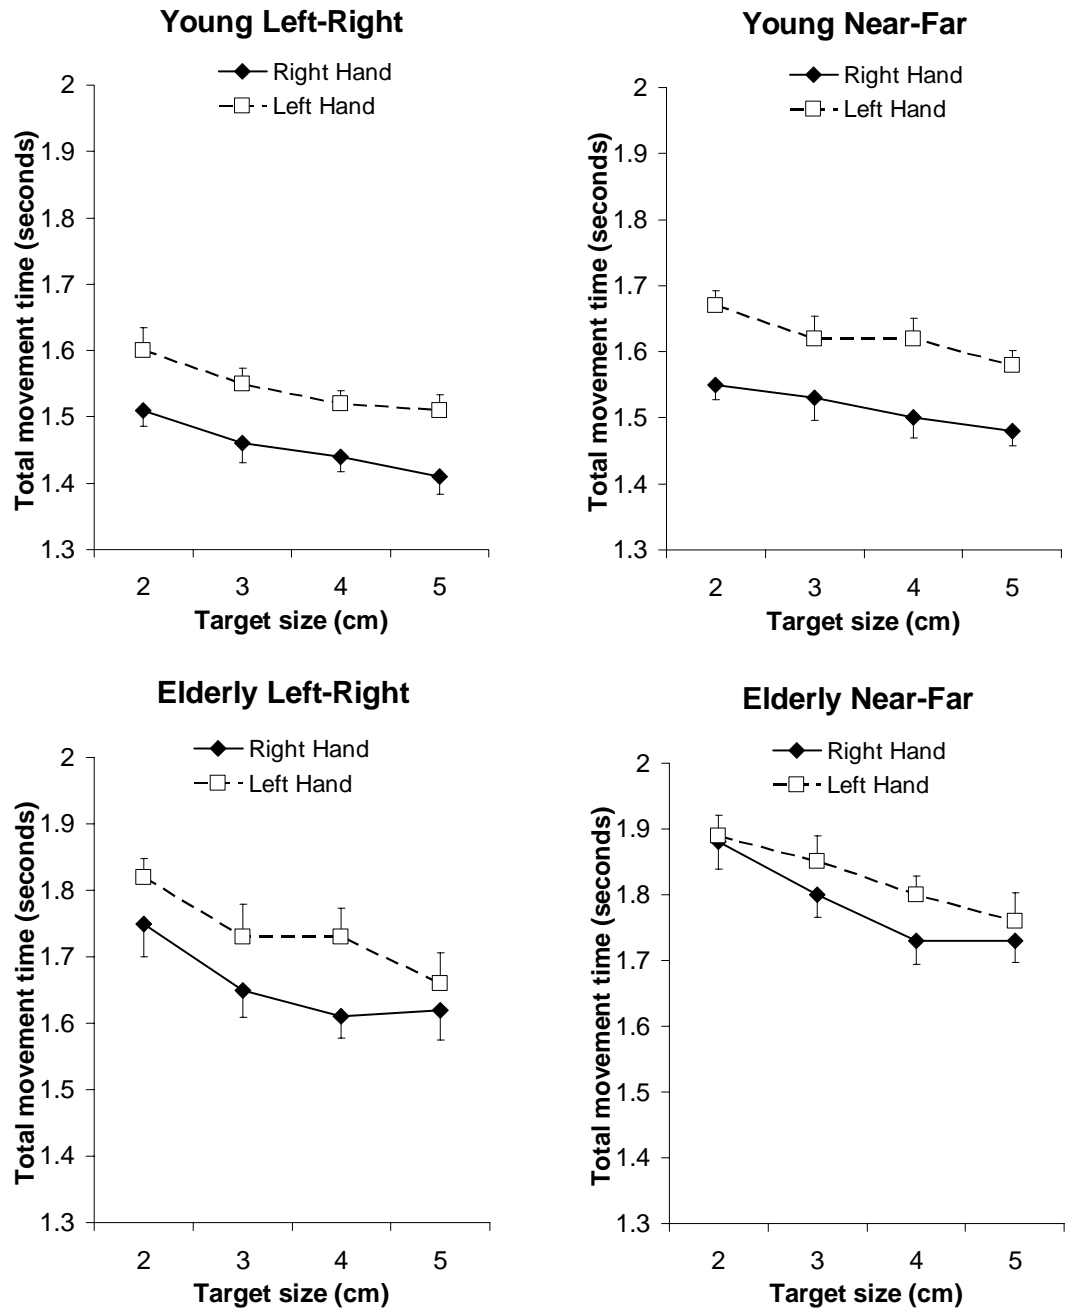 Young Left-Right
Right Hand
Left Hand
Total movement time (seconds)
2
1.9
1.8
1.7
1.6
1.5
1.4
1.3
2 3 4 5
Target size (cm)
Young Near-Far
Right Hand
Left Hand
Total movement time (seconds)
2
1.9
1.8
1.7
1.6
1.5
1.4
1.3
2 3 4 5
Target size (cm)
Elderly Left-Right
Right Hand
Left Hand
Total movement time (seconds)
2
1.9
1.8
1.7
1.6
1.5
1.4
1.3
2 3 4 5
Target size (cm)
Elderly Near-Far
Right Hand
Left Hand
Total movement time (seconds)
2
1.9
1.8
1.7
1.6
1.5
1.4
1.3
2 3 4 5
Target size (cm)